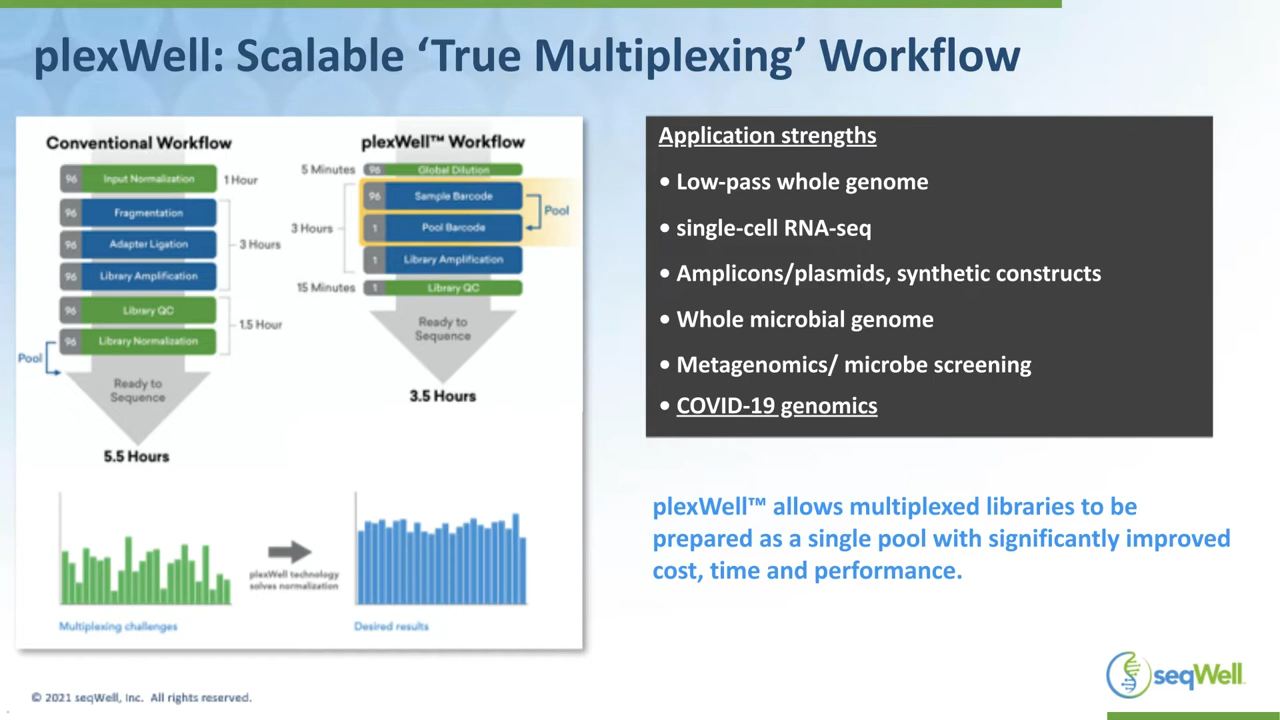 plexWell: Scalable ‘True Multiplexing’ Workflow
Conventional Workflow
96 Input Normalization 1 Hour
96 Fragmentation
96 Adapter Ligation 3 Hours
96 Library Amplification
96 Library QC
1.5 Hour
96 Library Normalization
Pool
Ready to
Sequence
5.5 Hours
plexWell™ Workflow
5 Minutes 96 Global Dilution
96 Sample Barcode
Pool
3 Hours 1 Pool Barcode
1 Library Amplification
15 Minutes 1 Library QC
Ready to
Sequence
3.5 Hours
plexWell technology
solves normalization
Multiplexing challenges
Desired results
Application strengths
• Low-pass whole genome
• single-cell RNA-seq
• Amplicons/plasmids, synthetic constructs
• Whole microbial genome
• Metagenomics/ microbe screening
• COVID-19 genomics
plexWell™ allows multiplexed libraries to be
prepared as a single pool with significantly improved
cost, time and performance.
© 2021 seqWell, Inc. All rights reserved.
seqWell